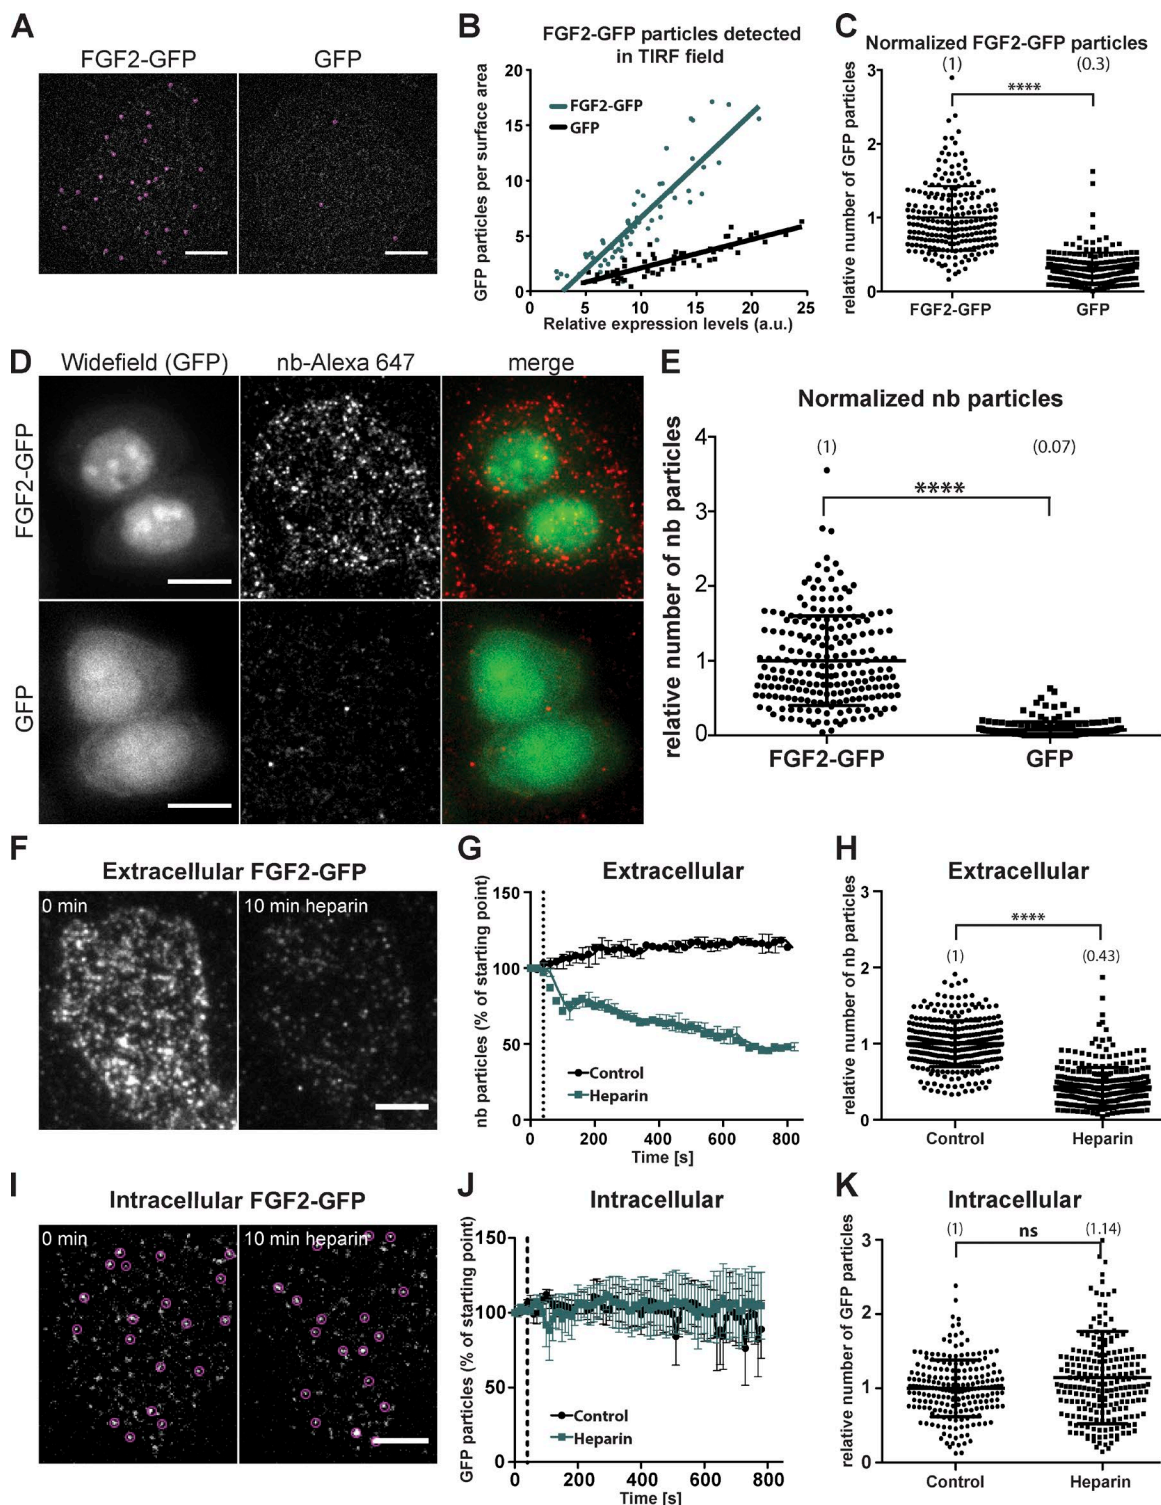 A
FGF2-GFP
GFP
B
FGF2-GFP particles detected
in TIRF field
GFP particles per surface area
20
15
10
5
0
FGF2-GFP
GFP
0
5
10
15
20
25
Relative expression levels (a.u.)
C
Normalized FGF2-GFP particles
(1)
(0.3)
****
relative number of GFP particles
3
2
1
0
FGF2-GFP
GFP
D
Widefield (GFP)
nb-Alexa 647
merge
FGF2-GFP
GFP
E
Normalized nb particles
(1)
(0.07)
****
relative number of nb particles
4
3
2
1
0
FGF2-GFP
GFP
F
Extracellular FGF2-GFP
0 min
10 min heparin
G
Extracellular
nb particles (% of starting point)
150
100
50
0
Control
Heparin
0
200
400
600
800
Time [s]
H
Extracellular
****
(1)
(0.43)
relative number of nb particles
3
2
1
0
Control
Heparin
I
Intracellular FGF2-GFP
0 min
10 min heparin
J
Intracellular
GFP particles (% of starting point)
150
100
50
0
Control
Heparin
0
200
400
600
800
Time [s]
K
Intracellular
(1)
ns
(1.14)
relative number of GFP particles
3
2
1
0
Control
Heparin